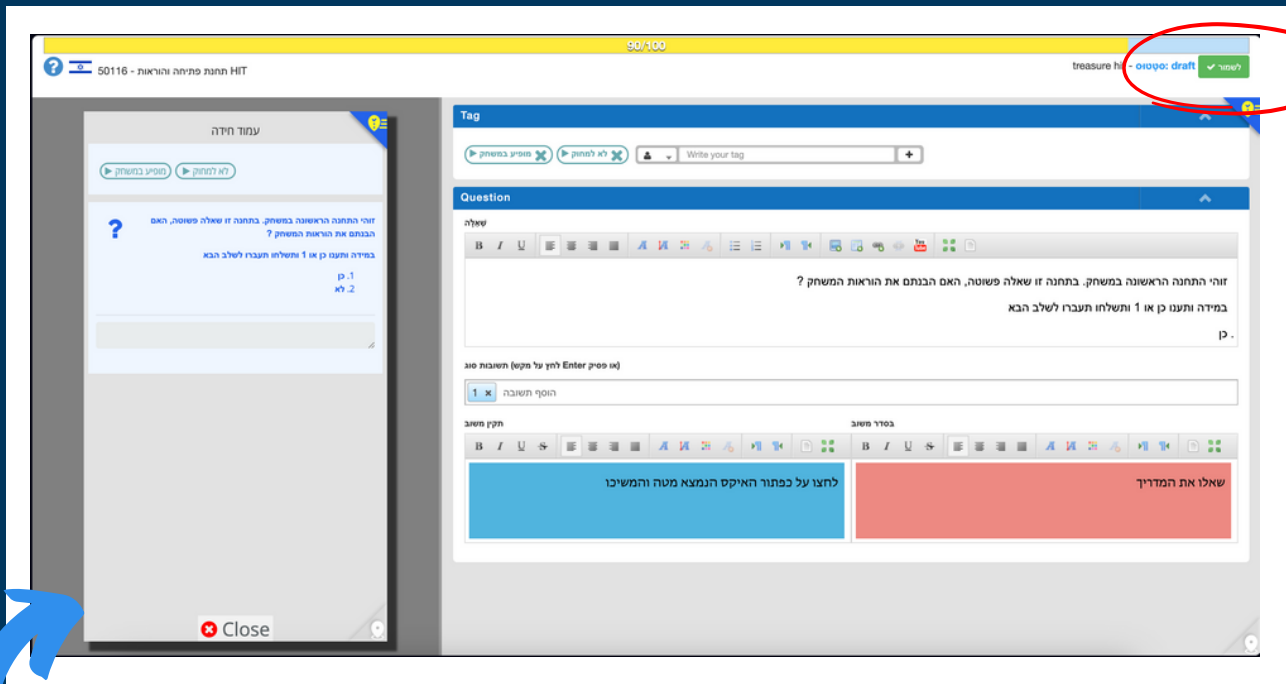 90/100
50116 - תחנת פתיחה והוראות HIT
treasure hi - סטָטוּס: draft
לשמור
עמוד חידה
מופיע במשחק
לא למחוק
זוהי התחנה הראשונה במשחק. בתחנה זו שאלה פשוטה, האם
הבנתם את הוראות המשחק ?
במידה ותענו כן או 1 ותשלחו תעברו לשלב הבא
1. כן
2. לא
Close
Tag
מופיע במשחק
לא למחוק
Write your tag
Question
שאלה
זוהי התחנה הראשונה במשחק. בתחנה זו שאלה פשוטה, האם הבנתם את הוראות המשחק ?
במידה ותענו כן או 1 ותשלחו תעברו לשלב הבא
. כן
תשובות סוג (לחץ על מקש Enter או פסיק)
1
הוסף תשובה
תקין משוב
בסדר משוב
לחצו על כפתור האיקס הנמצא מטה והמשיכו
שאלו את המדריך